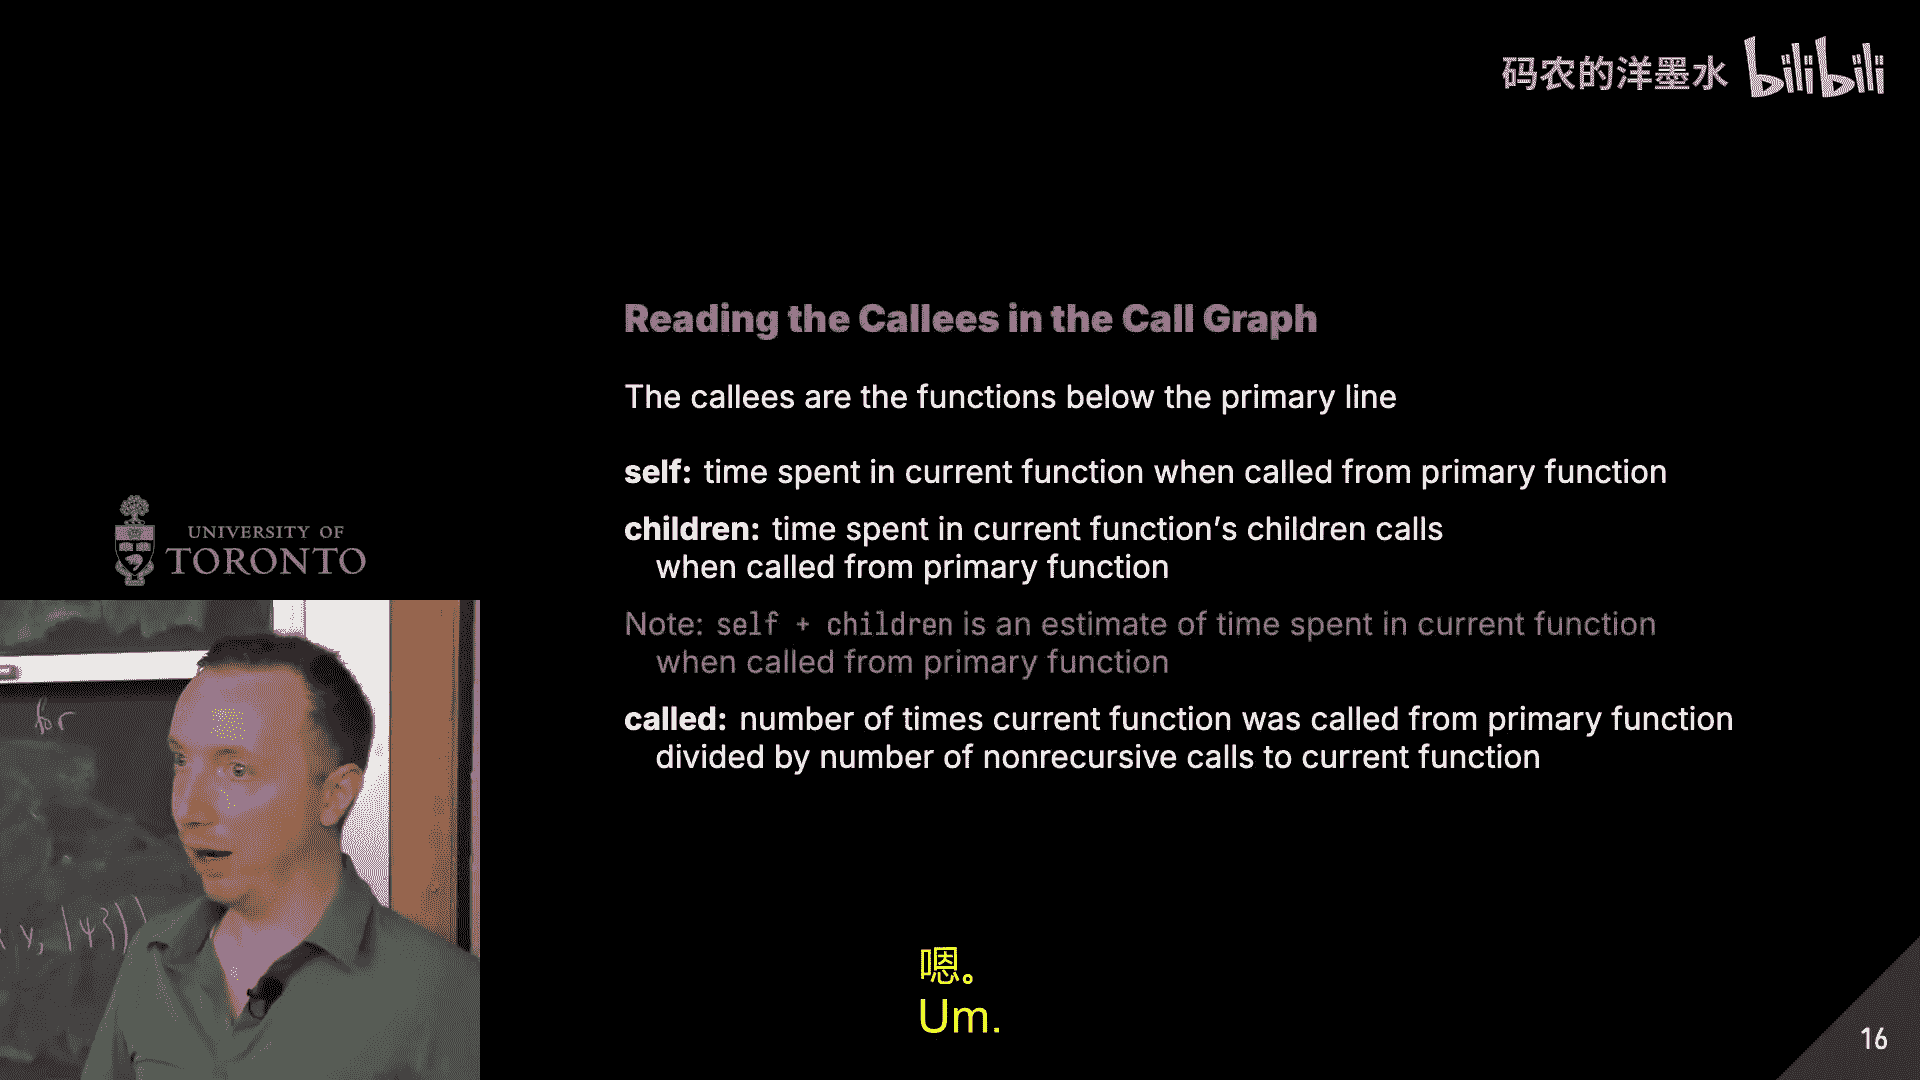 码农的洋墨水 bilibili
Reading the Callees in the Call Graph
The callees are the functions below the primary line
self: time spent in current function when called from primary function
children: time spent in current function's children calls
when called from primary function
Note: self + children is an estimate of time spent in current function
when called from primary function
called: number of times current function was called from primary function
divided by number of nonrecursive calls to current function
UNIVERSITY OF
TORONTO
for
y, |ψ3⟩)
嗯。
Um.
16